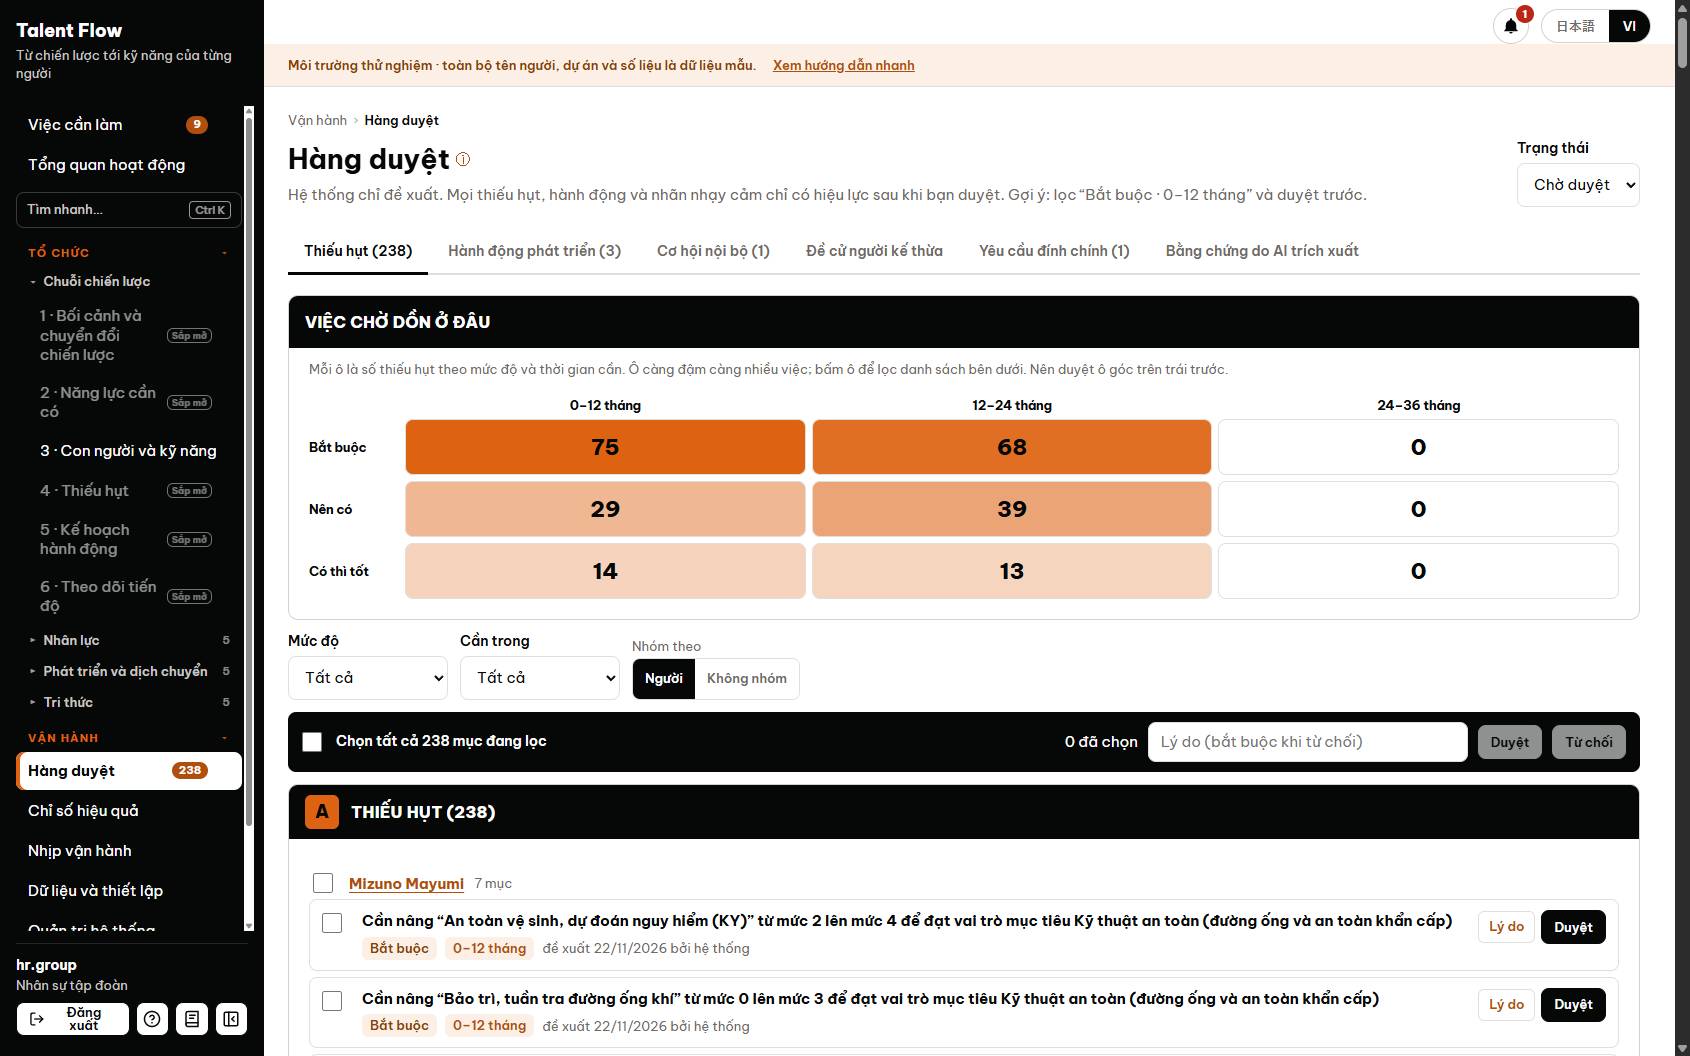 Talent Flow
Từ chiến lược tới kỹ năng của từng
người
Việc cần làm 9
Tổng quan hoạt động
Tìm nhanh... Ctrl K
TỔ CHỨC
Chuỗi chiến lược
1 · Bối cảnh và
chuyển đổi
chiến lược
Sắp mở
2 · Năng lực cần
có
Sắp mở
3 · Con người và kỹ năng
4 · Thiếu hụt Sắp mở
5 · Kế hoạch
hành động
Sắp mở
6 · Theo dõi tiến
độ
Sắp mở
Nhân lực 5
Phát triển và dịch chuyển 5
Tri thức 5
VẬN HÀNH
Hàng duyệt 238
Chỉ số hiệu quả
Nhịp vận hành
Dữ liệu và thiết lập
Quản trị hệ thống
hr.group
Nhân sự tập đoàn
Đăng
xuất
1
日本語 VI
Môi trường thử nghiệm · toàn bộ tên người, dự án và số liệu là dữ liệu mẫu. Xem hướng dẫn nhanh
Vận hành › Hàng duyệt
Hàng duyệt
Hệ thống chỉ đề xuất. Mọi thiếu hụt, hành động và nhãn nhạy cảm chỉ có hiệu lực sau khi bạn duyệt. Gợi ý: lọc “Bắt buộc · 0–12 tháng” và duyệt trước.
Trạng thái
Chờ duyệt
Thiếu hụt (238) Hành động phát triển (3) Cơ hội nội bộ (1) Đề cử người kế thừa Yêu cầu đính chính (1) Bằng chứng do AI trích xuất
VIỆC CHỜ DỒN Ở ĐÂU
Mỗi ô là số thiếu hụt theo mức độ và thời gian cần. Ô càng đậm càng nhiều việc; bấm ô để lọc danh sách bên dưới. Nên duyệt ô góc trên trái trước.
0–12 tháng 12–24 tháng 24–36 tháng
Bắt buộc 75 68 0
Nên có 29 39 0
Có thì tốt 14 13 0
Mức độ Cần trong Nhóm theo
Tất cả Tất cả Người Không nhóm
Chọn tất cả 238 mục đang lọc 0 đã chọn Lý do (bắt buộc khi từ chối) Duyệt Từ chối
A THIẾU HỤT (238)
Mizuno Mayumi 7 mục
Cần nâng “An toàn vệ sinh, dự đoán nguy hiểm (KY)” từ mức 2 lên mức 4 để đạt vai trò mục tiêu Kỹ thuật an toàn (đường ống và an toàn khẩn cấp)
Bắt buộc 0–12 tháng đề xuất 22/11/2026 bởi hệ thống
Lý do Duyệt
Cần nâng “Bảo trì, tuần tra đường ống khí” từ mức 0 lên mức 3 để đạt vai trò mục tiêu Kỹ thuật an toàn (đường ống và an toàn khẩn cấp)
Bắt buộc 0–12 tháng đề xuất 22/11/2026 bởi hệ thống
Lý do Duyệt